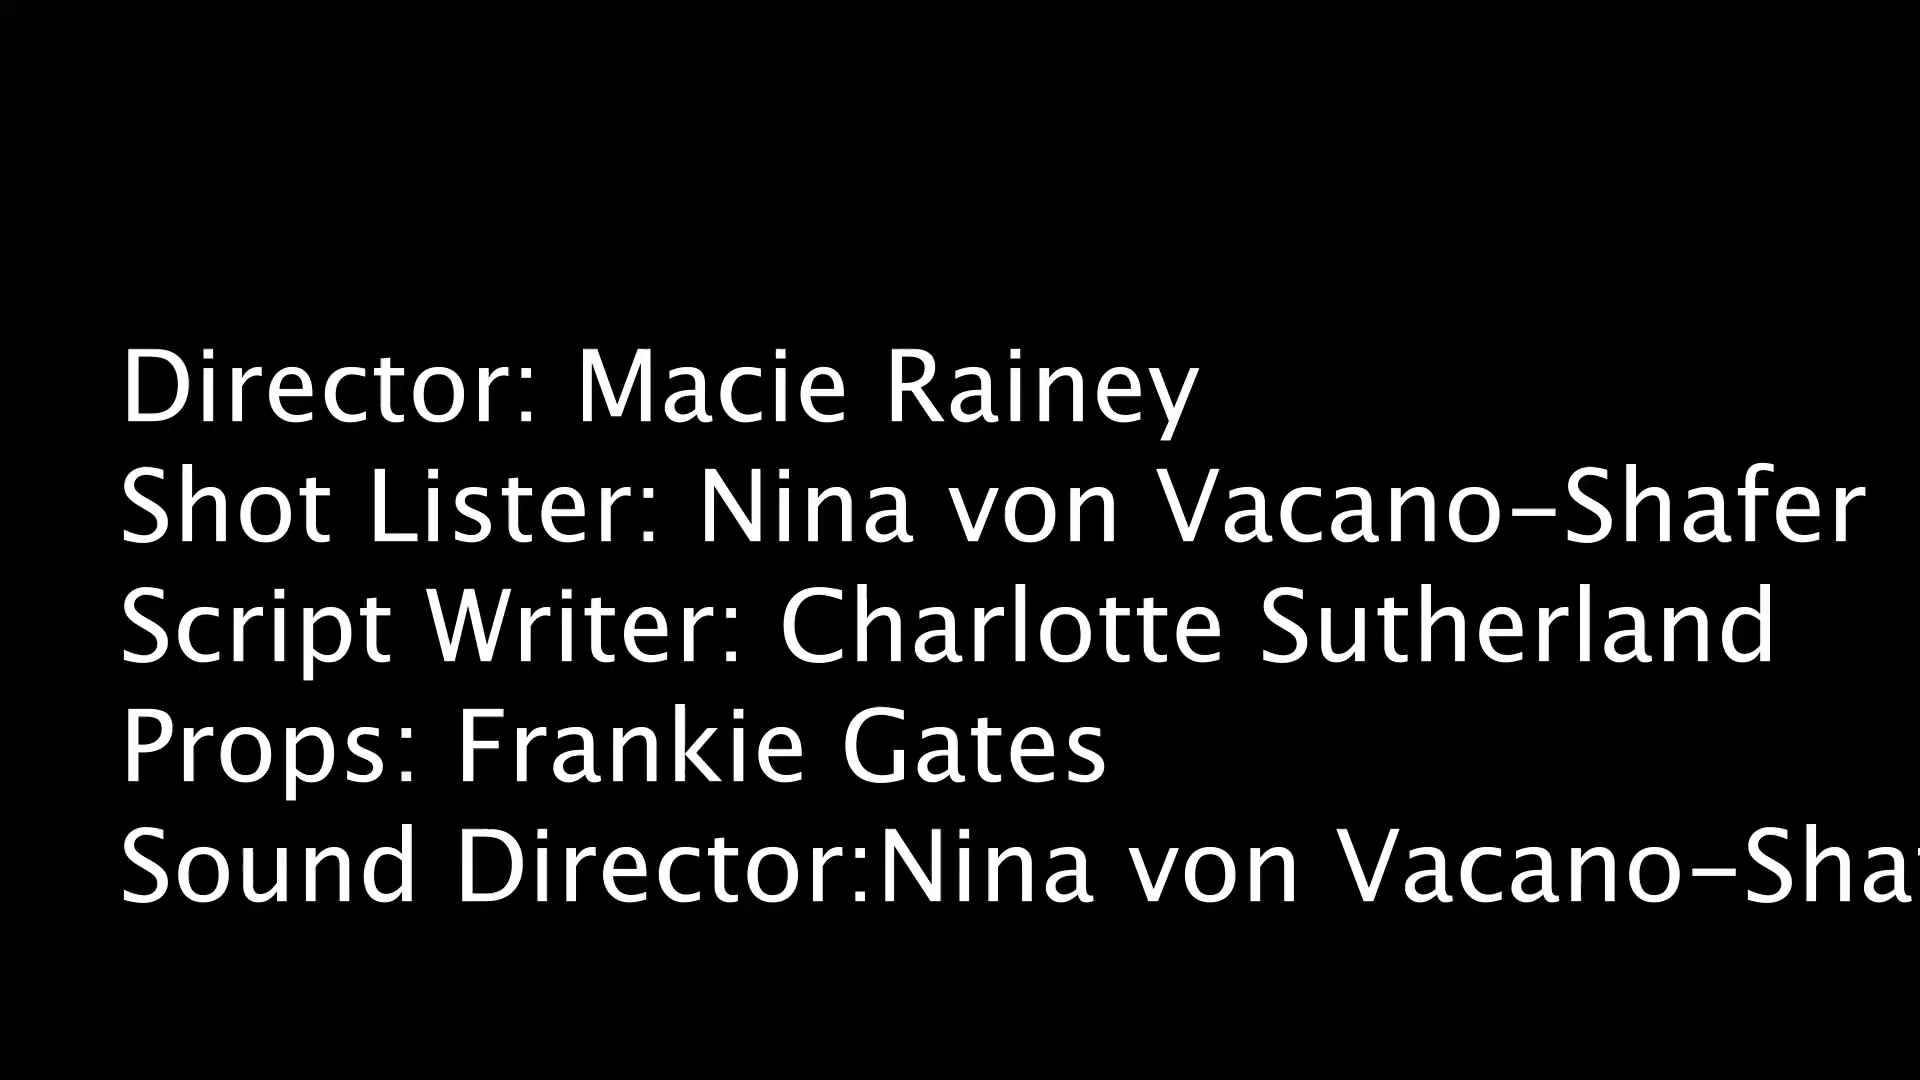 Director: Macie Rainey
Shot Lister: Nina von Vacano-Shafer
Script Writer: Charlotte Sutherland
Props: Frankie Gates
Sound Director:Nina von Vacano-Sha